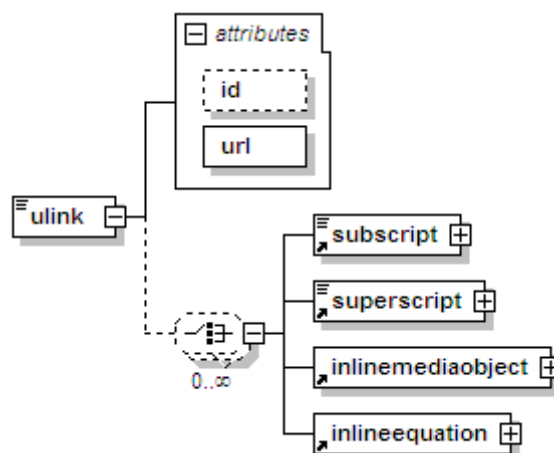 attributes
id
url
ulink
subscript
superscript
0..∞
inlinemediaobject
inlineequation